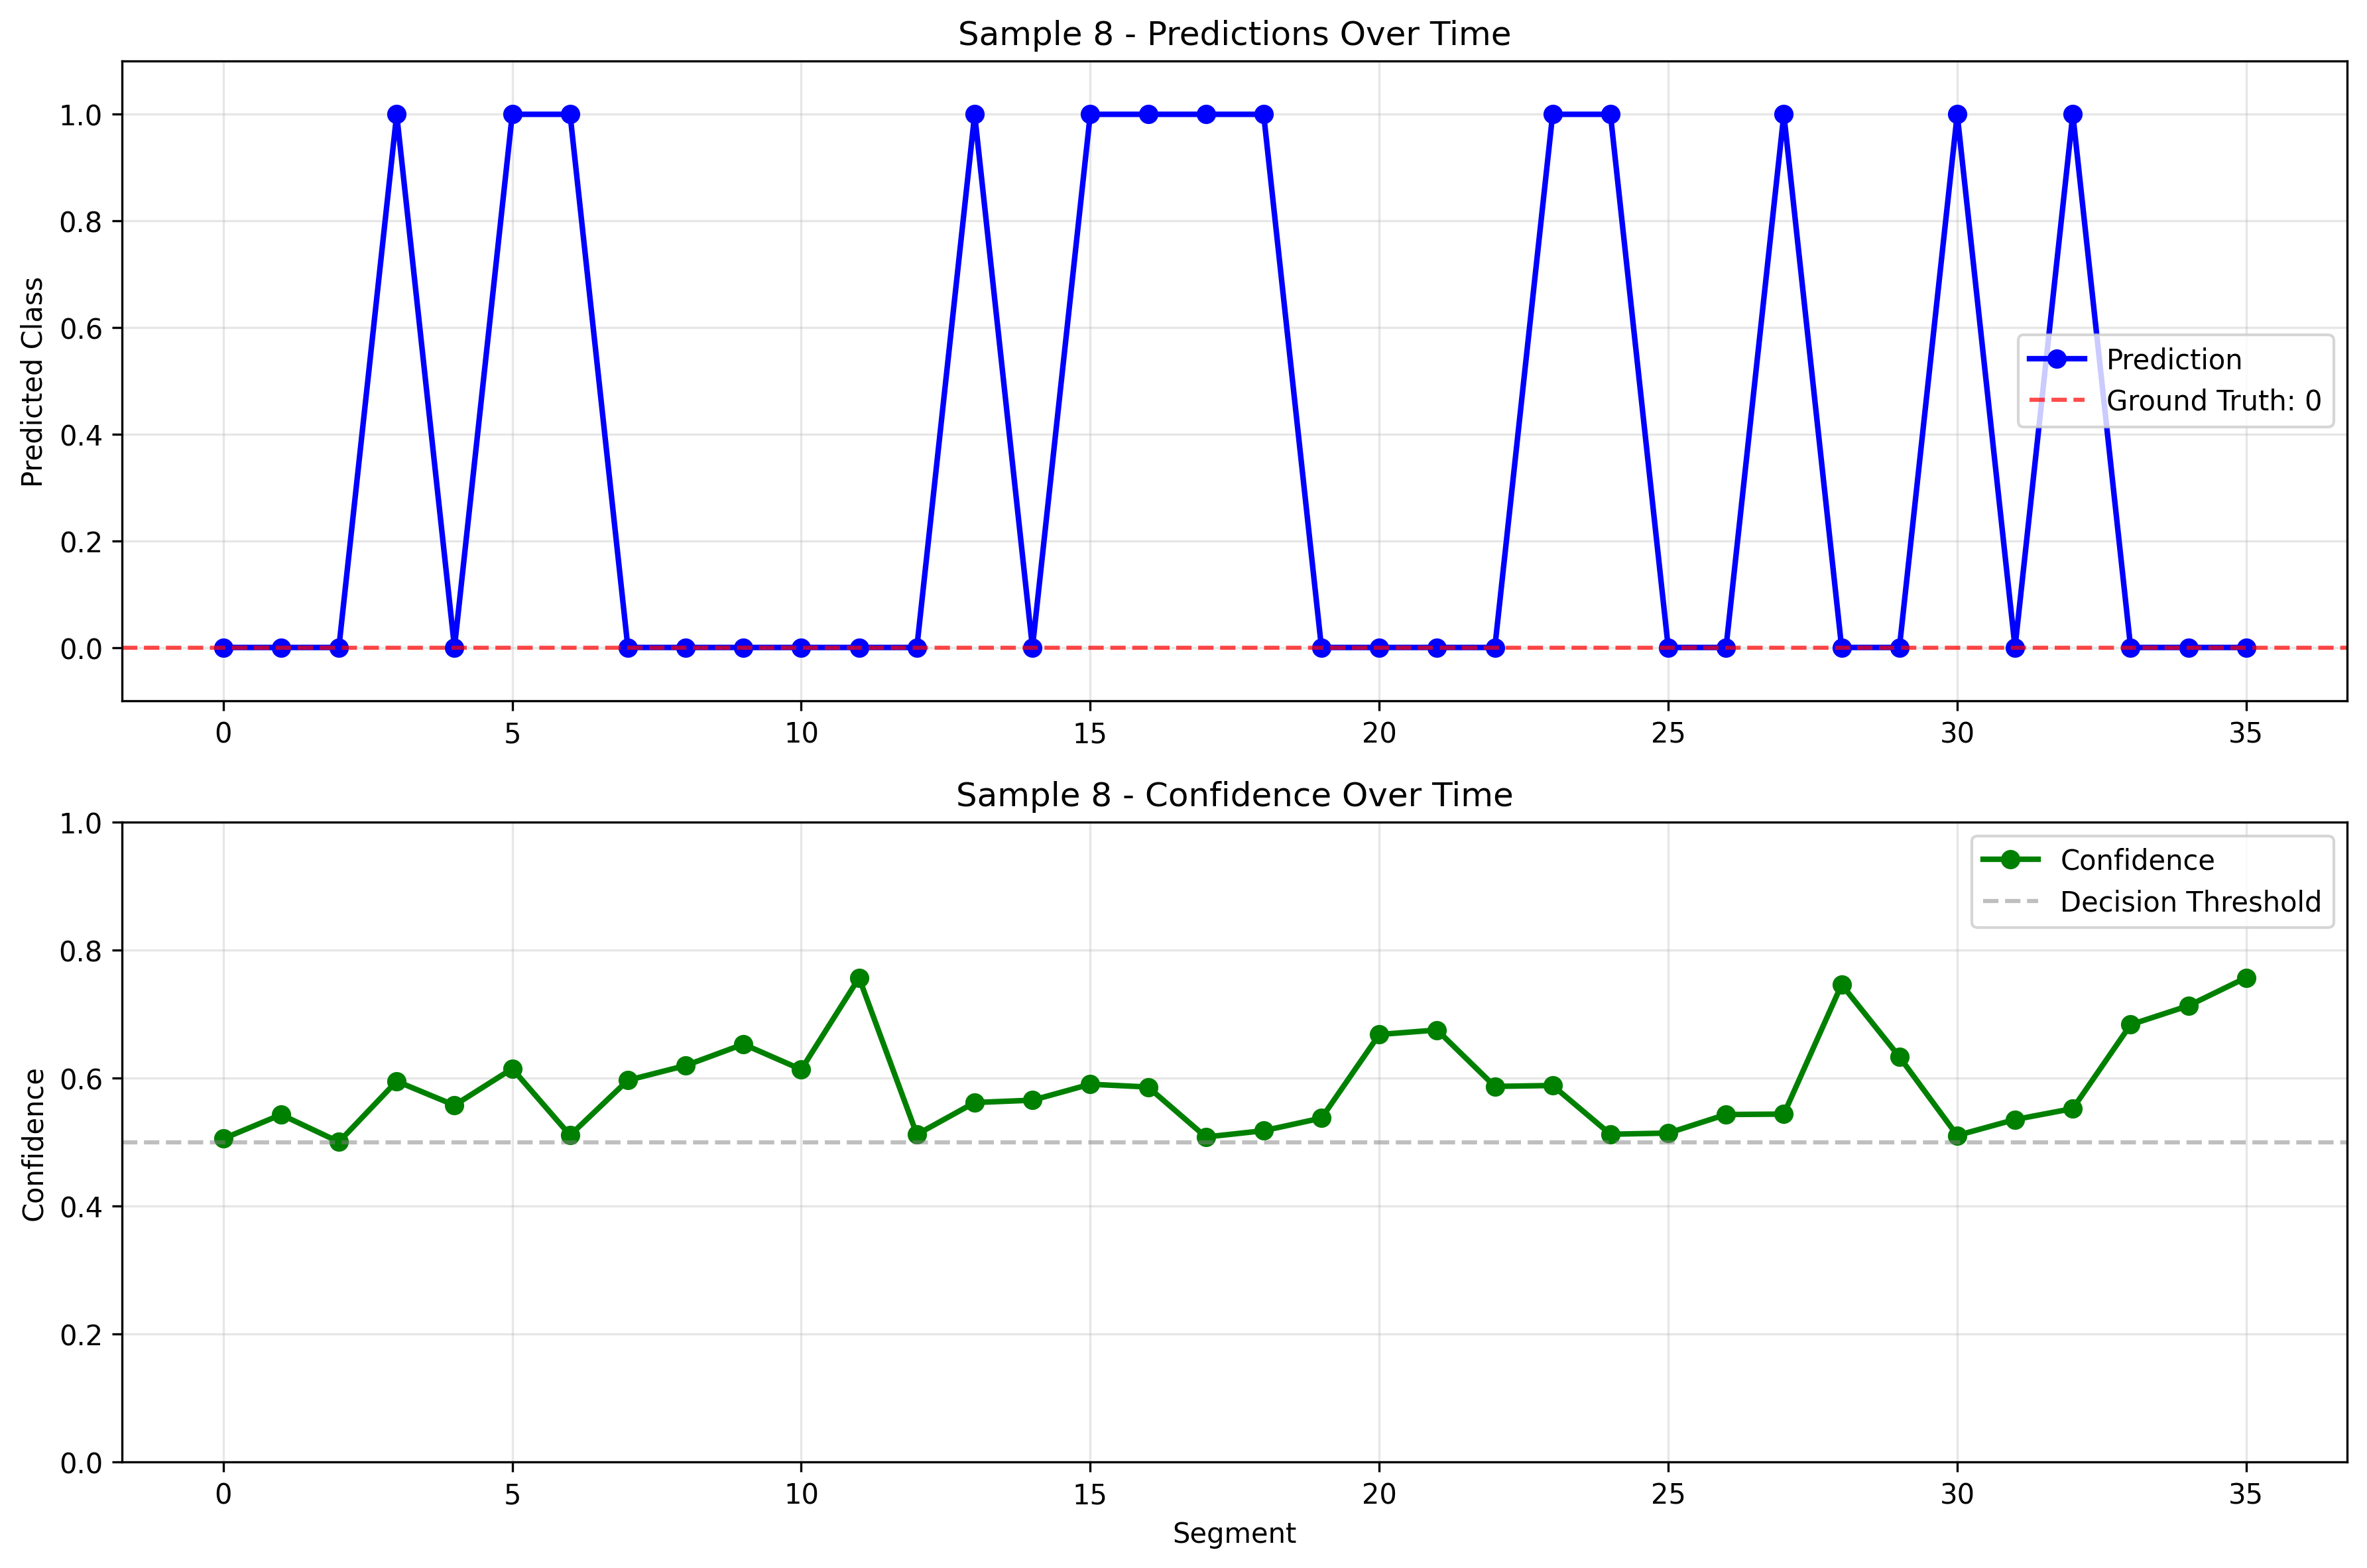 Sample 8 - Predictions Over Time
Predicted Class
1.0
0.8
0.6
0.4
0.2
0.0
Prediction
Ground Truth: 0
0 5 10 15 20 25 30 35
Sample 8 - Confidence Over Time
Confidence
1.0
0.8
0.6
0.4
0.2
0.0
Confidence
Decision Threshold
0 5 10 15 20 25 30 35
Segment